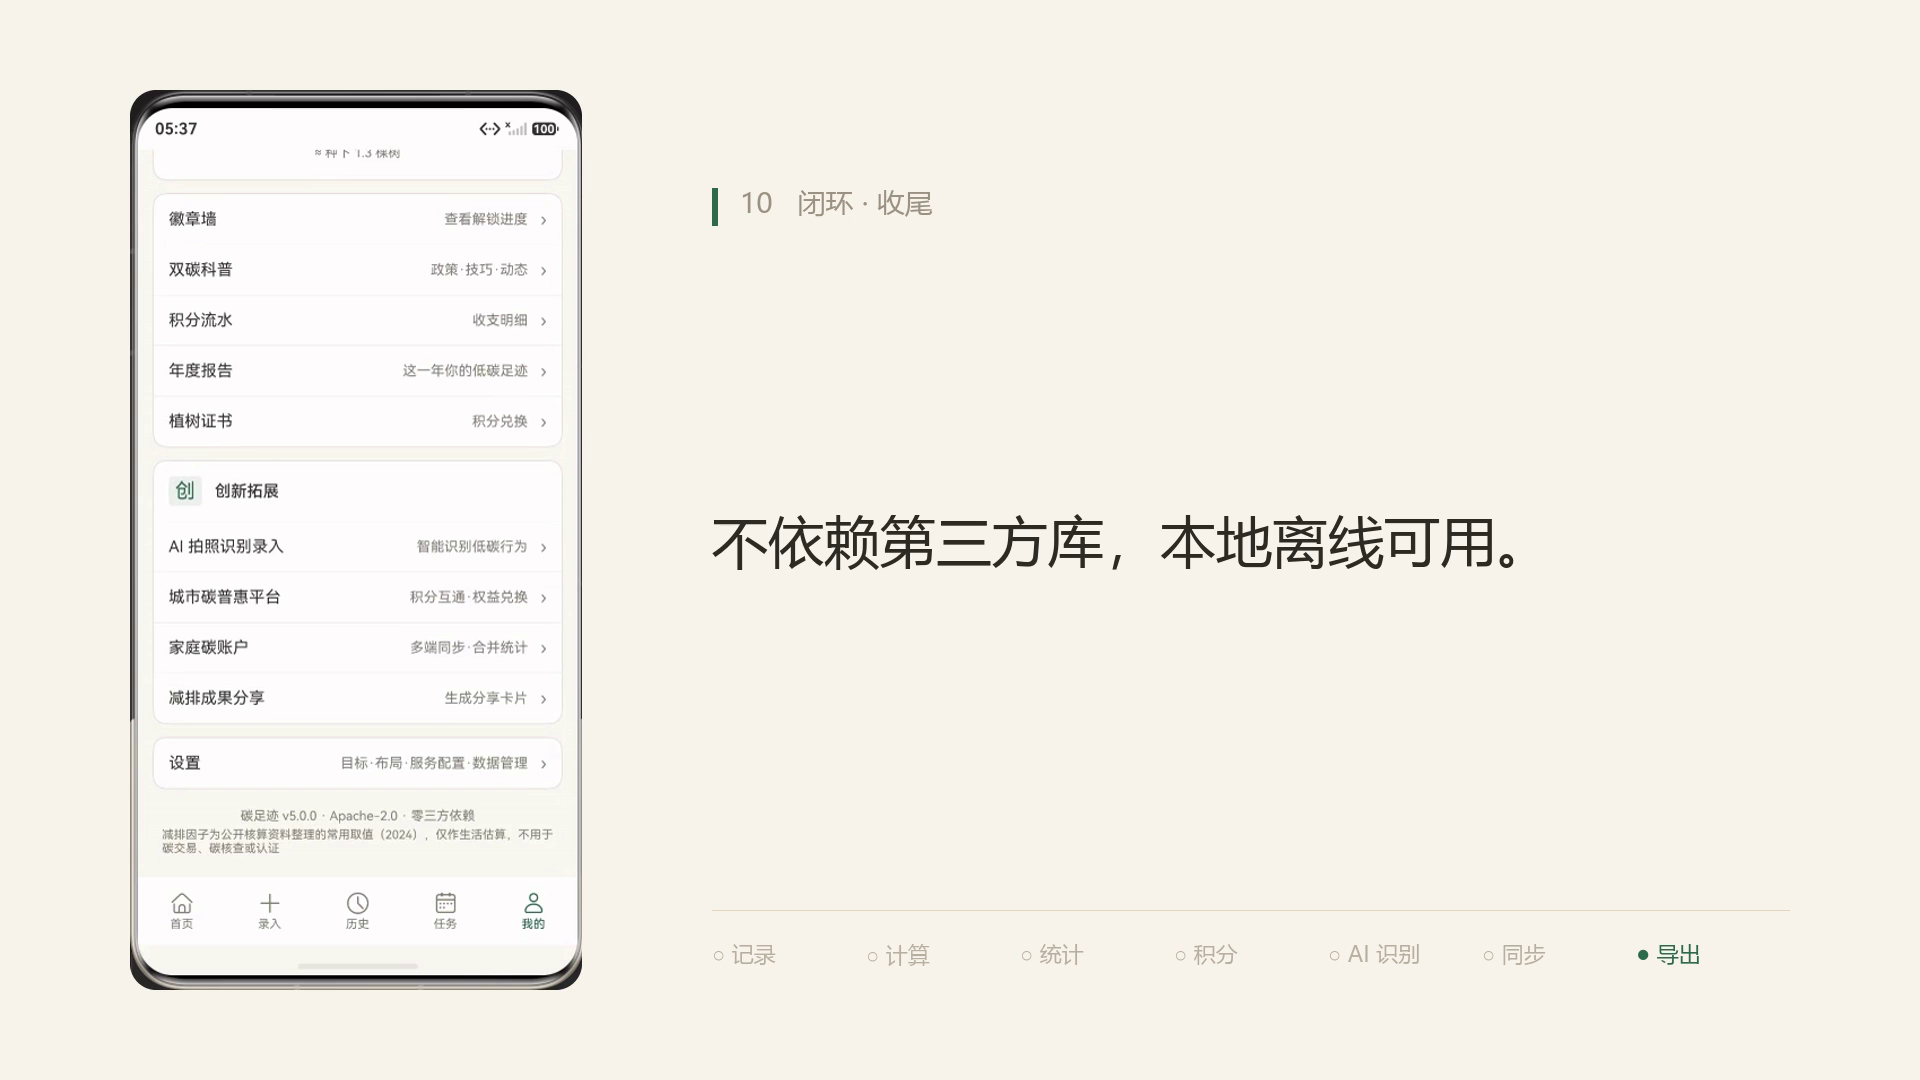 05:37
100
≈ 种下 1.3 棵树
徽章墙 查看解锁进度 ›
双碳科普 政策·技巧·动态 ›
积分流水 收支明细 ›
年度报告 这一年你的低碳足迹 ›
植树证书 积分兑换 ›
创 创新拓展
AI 拍照识别录入 智能识别低碳行为 ›
城市碳普惠平台 积分互通·权益兑换 ›
家庭碳账户 多端同步·合并统计 ›
减排成果分享 生成分享卡片 ›
设置 目标·布局·服务配置·数据管理 ›
碳足迹 v5.0.0 · Apache-2.0 · 零三方依赖
减排因子为公开核算资料整理的常用取值（2024），仅作生活估算，不用于
碳交易、碳核查或认证
首页 录入 历史 任务 我的
10 闭环 · 收尾
不依赖第三方库，本地离线可用。
记录 计算 统计 积分 AI 识别 同步 导出